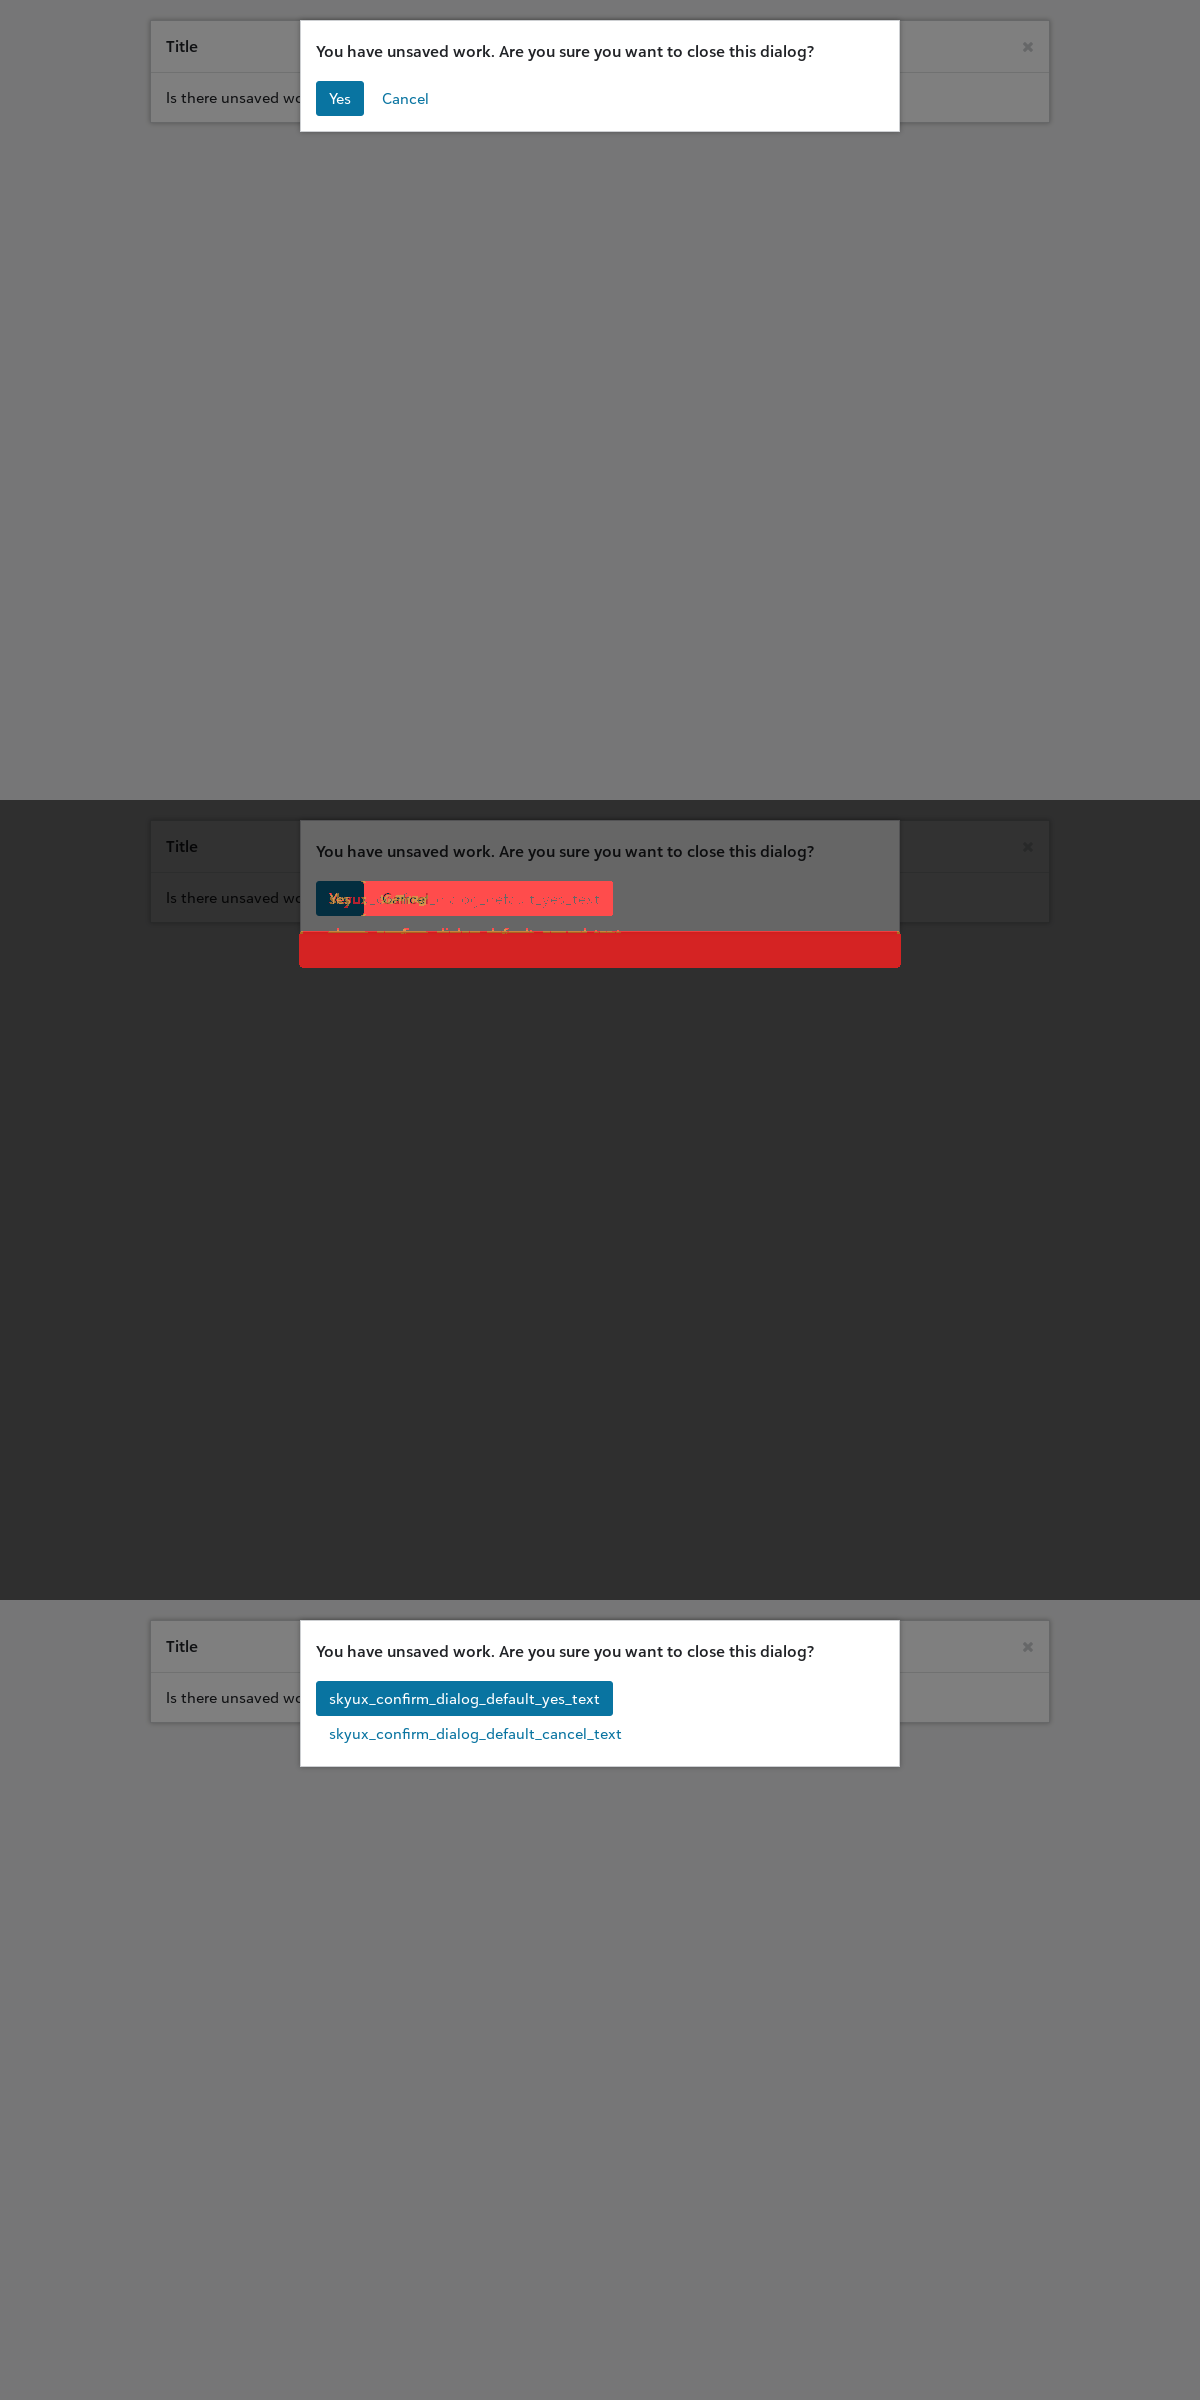 You have unsaved work. Are you sure you want to close this dialog?
Title
✖
Yes Cancel
Is there unsaved wo
You have unsaved work. Are you sure you want to close this dialog?
Title
✖
Yes Cancel
Is there unsaved wo
You have unsaved work. Are you sure you want to close this dialog?
Title
✖
skyux_confirm_dialog_default_yes_text
Is there unsaved wo
skyux_confirm_dialog_default_cancel_text